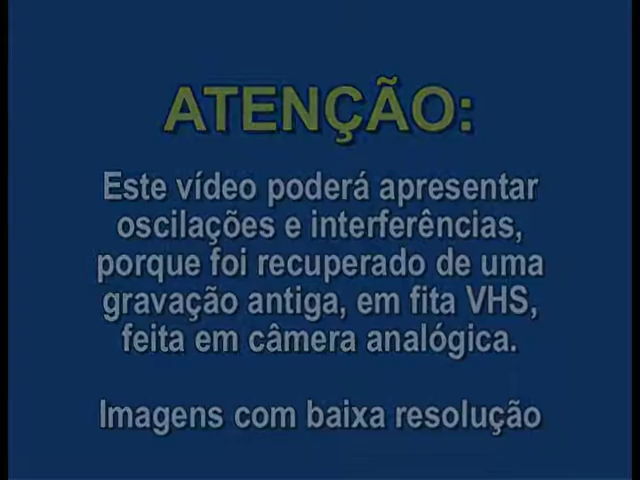 ATENÇÃO:
Este vídeo poderá apresentar
oscilações e interferências,
porque foi recuperado de uma
gravação antiga, em fita VHS,
feita em câmera analógica.
Imagens com baixa resolução